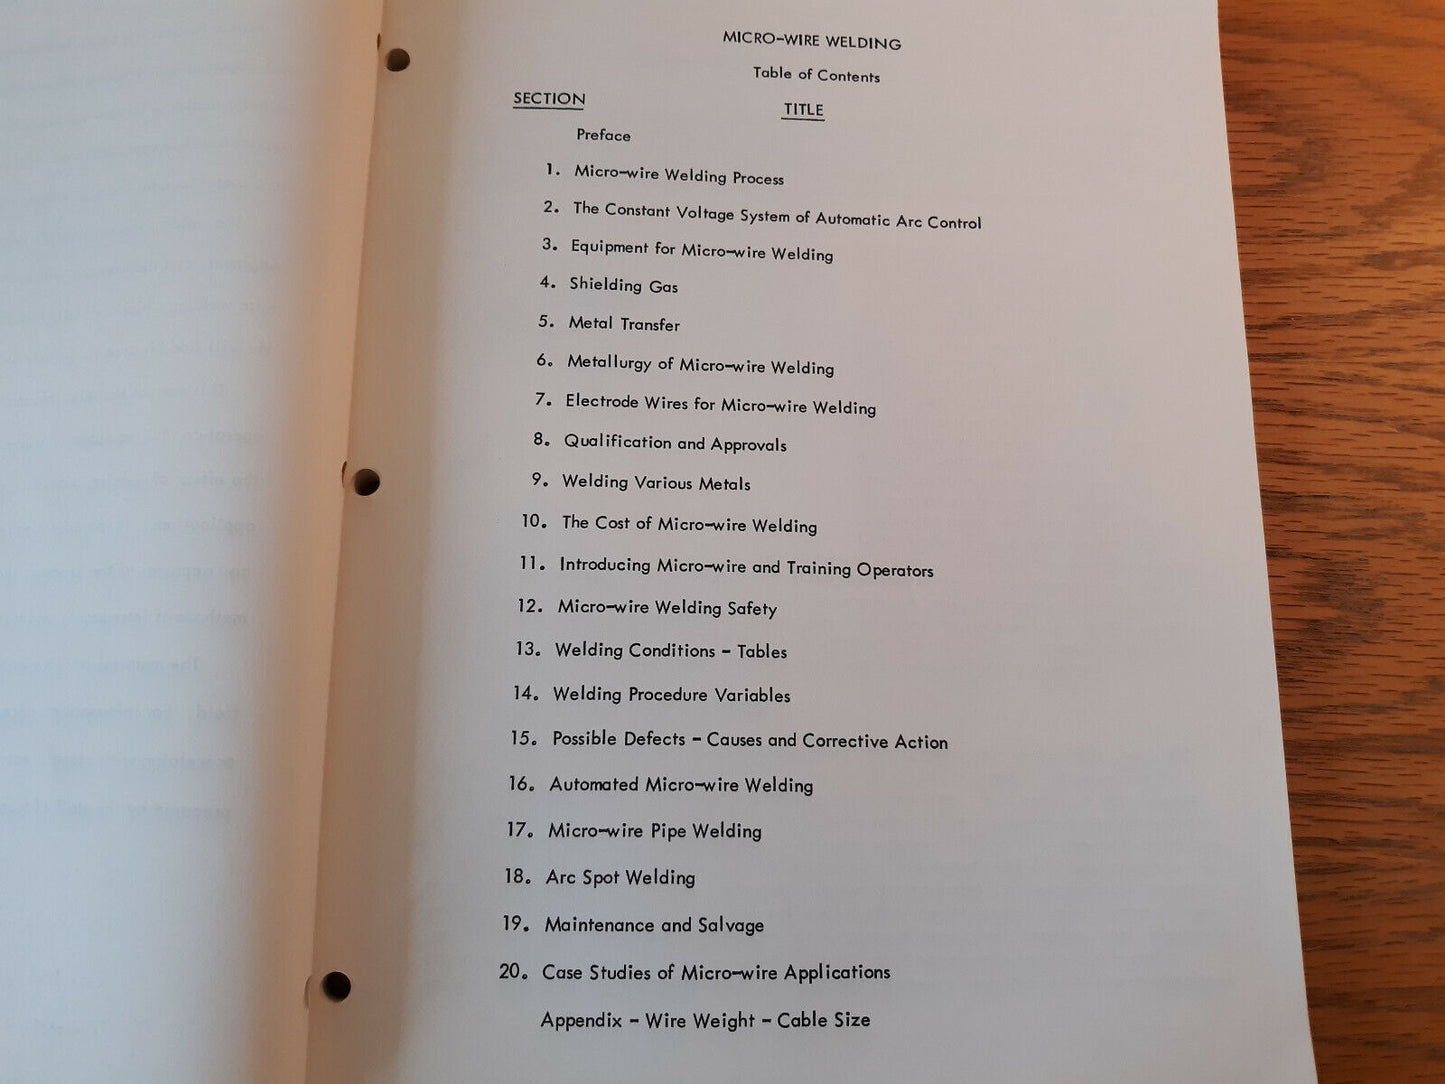 MICRO-WIRE WELDING
Table of Contents
SECTION TITLE
Preface
1. Micro-wire Welding Process
2. The Constant Voltage System of Automatic Arc Control
3. Equipment for Micro-wire Welding
4. Shielding Gas
5. Metal Transfer
6. Metallurgy of Micro-wire Welding
7. Electrode Wires for Micro-wire Welding
8. Qualification and Approvals
9. Welding Various Metals
10. The Cost of Micro-wire Welding
11. Introducing Micro-wire and Training Operators
12. Micro-wire Welding Safety
13. Welding Conditions - Tables
14. Welding Procedure Variables
15. Possible Defects - Causes and Corrective Action
16. Automated Micro-wire Welding
17. Micro-wire Pipe Welding
18. Arc Spot Welding
19. Maintenance and Salvage
20. Case Studies of Micro-wire Applications
Appendix - Wire Weight - Cable Size